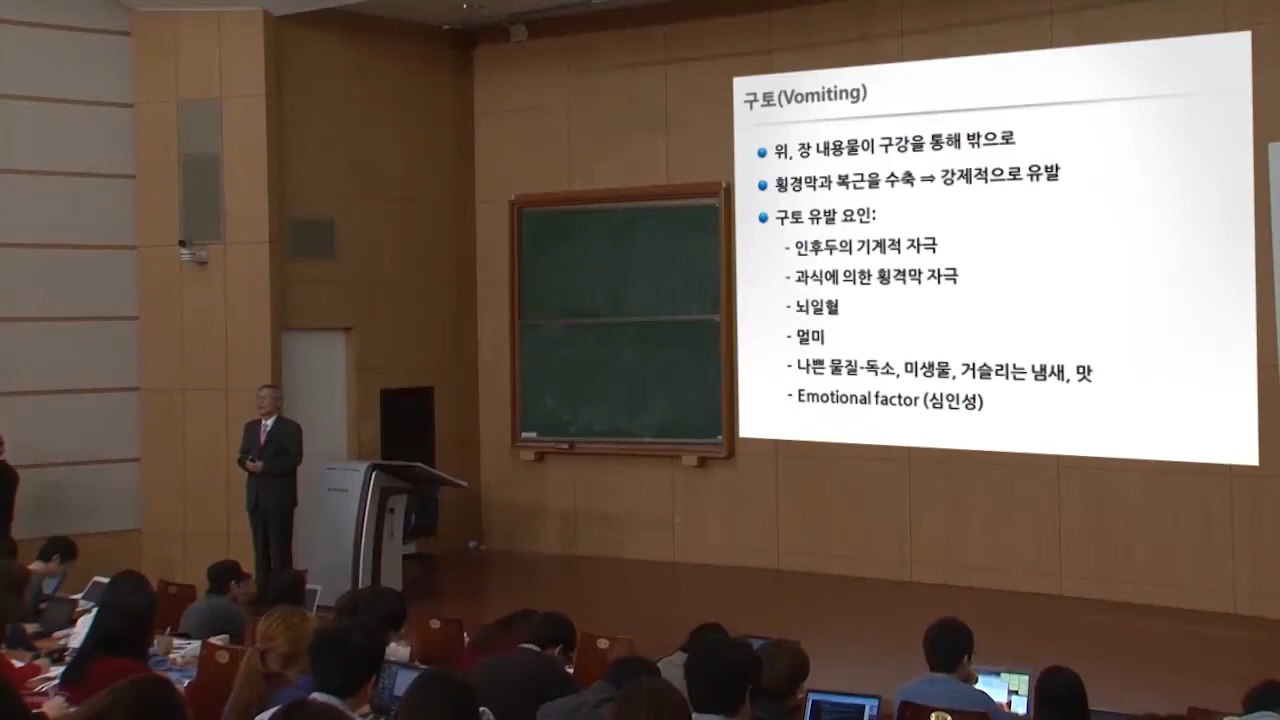 구토(Vomiting)
위, 장 내용물이 구강을 통해 밖으로
횡경막과 복근을 수축 ⇒ 강제적으로 유발
구토 유발 요인:
- 인후두의 기계적 자극
- 과식에 의한 횡격막 자극
- 뇌일혈
- 멀미
- 나쁜 물질-독소, 미생물, 거슬리는 냄새, 맛
- Emotional factor (심인성)